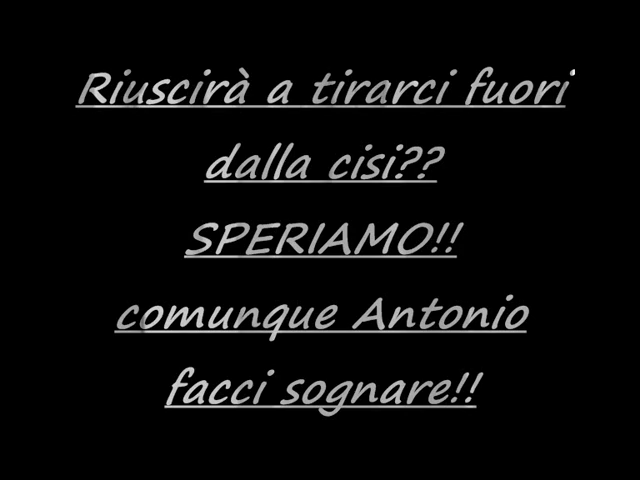 Riuscirà a tirarci fuori
dalla cisi??
SPERIAMO!!
comunque Antonio
facci sognare!!